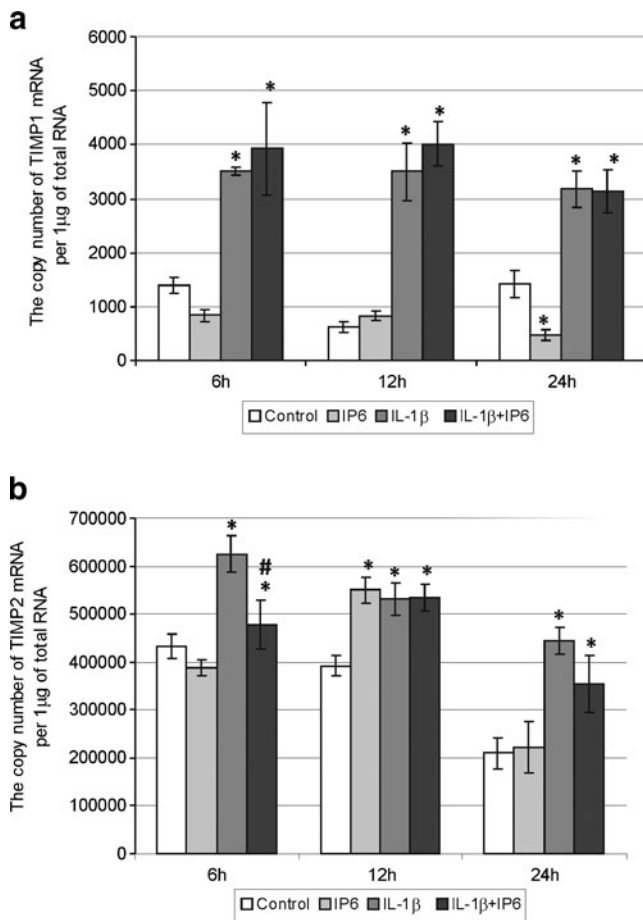 a
The copy number of TIMP1 mRNA
per 1µg of total RNA
6000
5000
4000
3000
2000
1000
0
* * * * * * *
6h 12h 24h
Control IP6 IL-1β IL-1β+IP6
b
The copy number of TIMP2 mRNA
per 1µg of total RNA
700000
600000
500000
400000
300000
200000
100000
0
* # * * * * * *
6h 12h 24h
Control IP6 IL-1β IL-1β+IP6